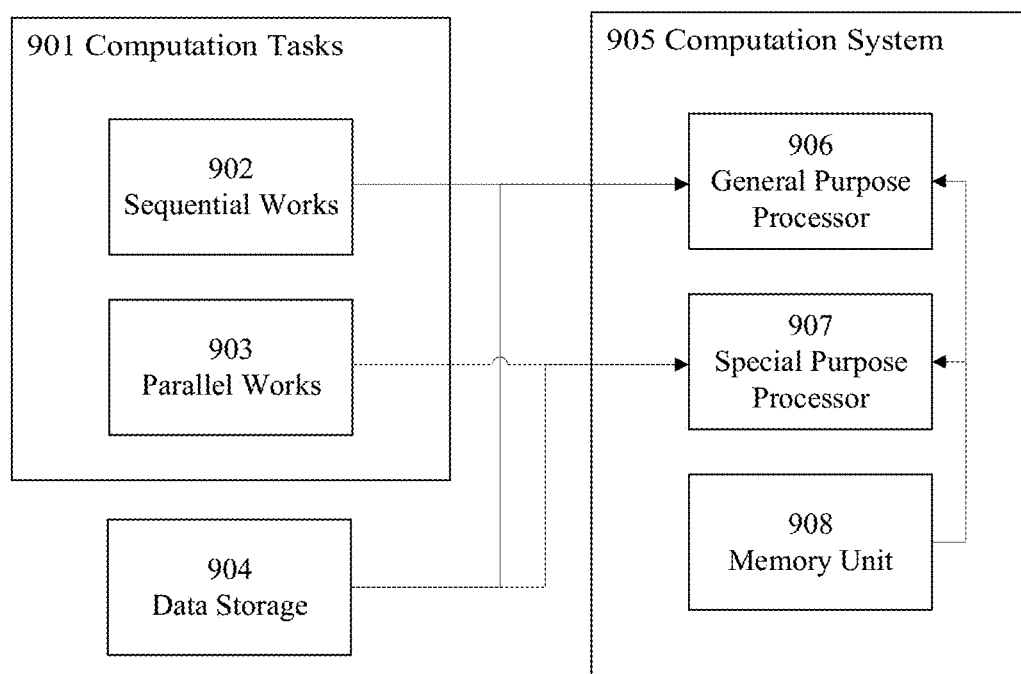 901 Computation Tasks
902
Sequential Works
903
Parallel Works
904
Data Storage
905 Computation System
906
General Purpose
Processor
907
Special Purpose
Processor
908
Memory Unit